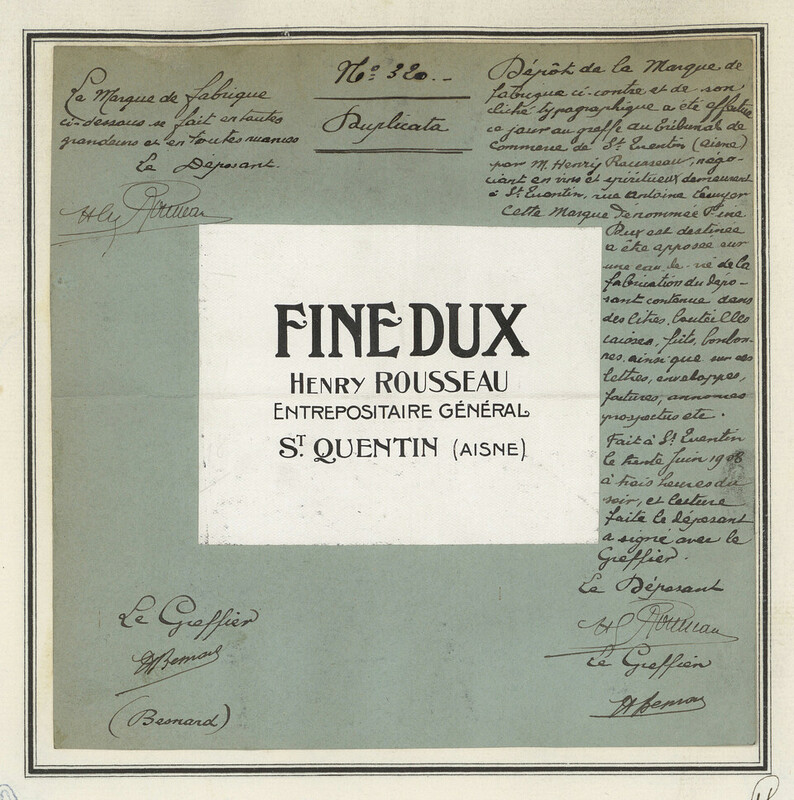 La Marque de fabrique
ci-dessous se fait en toutes
grandeurs et en toutes nuances
Le Déposant.
Hy Rousseau
No: 320.-
Duplicata
Dépôt de la Marque de
fabrique ci-contre et de son
cliché typographique a été effectué
ce jour au greffe du tribunal de
commerce de St Quentin (aisne)
par M. Henry Rousseau, négo-
ciant en vins et spiritueux demeurant
à St Quentin, rue Antoine Lécuyer
Cette Marque Dénommée Fine
Dux est destinée
a être apposée sur
une eau de vie de la
fabrication du dépo-
sant contenue dans
des litres, bouteilles
caisses, fûts, bonbon-
nes, ainsi que sur les
lettres, enveloppes,
factures, annonces
prospectus etc.
Fait à St Quentin
le trente Juin 1908
à trois heures du
soir, et lecture
faite le déposant
a signé avec le
Greffier.
Le Déposant
Hy Rousseau
Le Greffier
HBesnard
FINE DUX
HENRY ROUSSEAU
ENTREPOSITAIRE GÉNÉRAL
ST QUENTIN (AISNE)
Le Greffier
HBesnard
(Besnard)